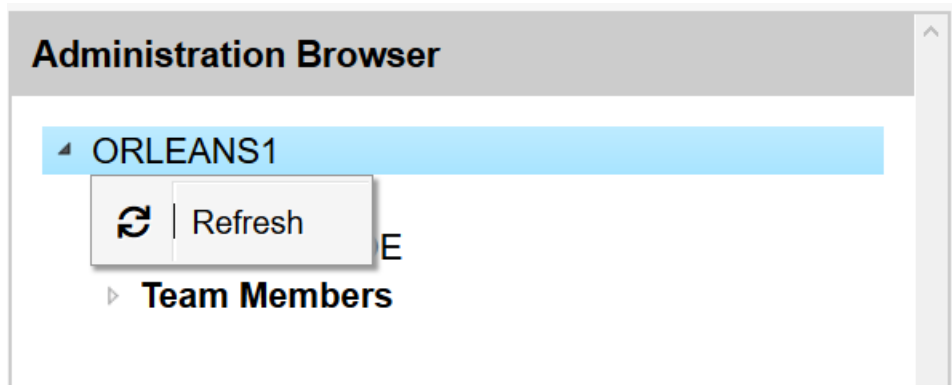 Administration Browser
ORLEANS1
Refresh
E
Team Members